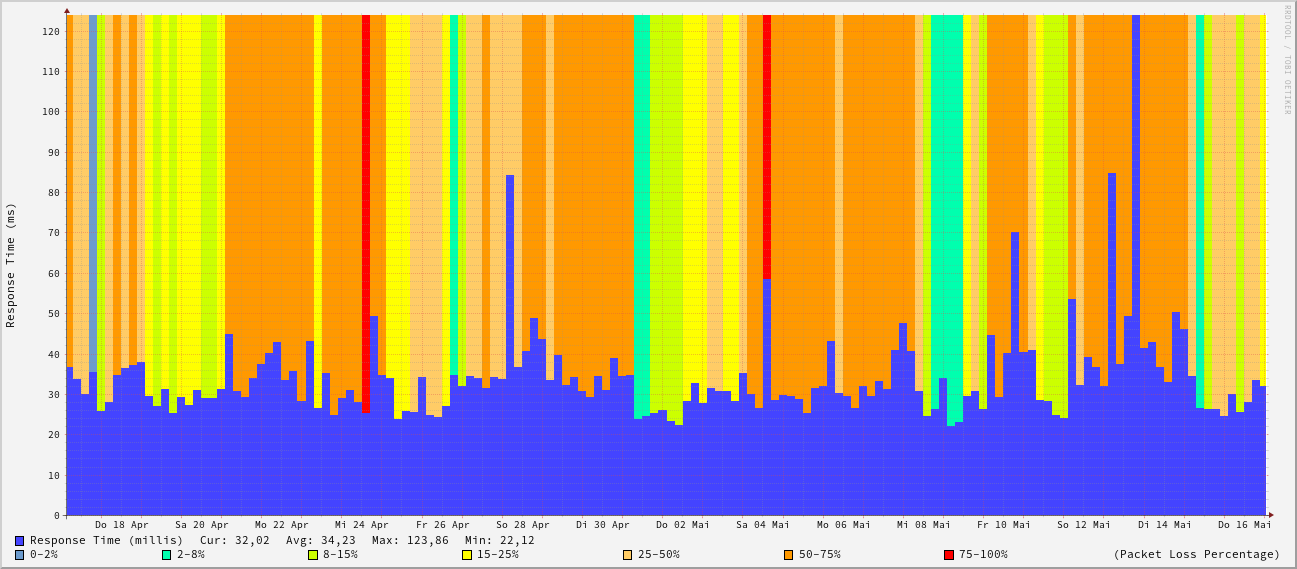 RRDTOOL / TOBI OETIKER
Response Time (ms)
120
110
100
90
80
70
60
50
40
30
20
10
0
Do 18 Apr Sa 20 Apr Mo 22 Apr Mi 24 Apr Fr 26 Apr So 28 Apr Di 30 Apr Do 02 Mai Sa 04 Mai Mo 06 Mai Mi 08 Mai Fr 10 Mai So 12 Mai Di 14 Mai Do 16 Mai
Response Time (millis) Cur: 32,02 Avg: 34,23 Max: 123,86 Min: 22,12
0-2% 2-8% 8-15% 15-25% 25-50% 50-75% 75-100% (Packet Loss Percentage)